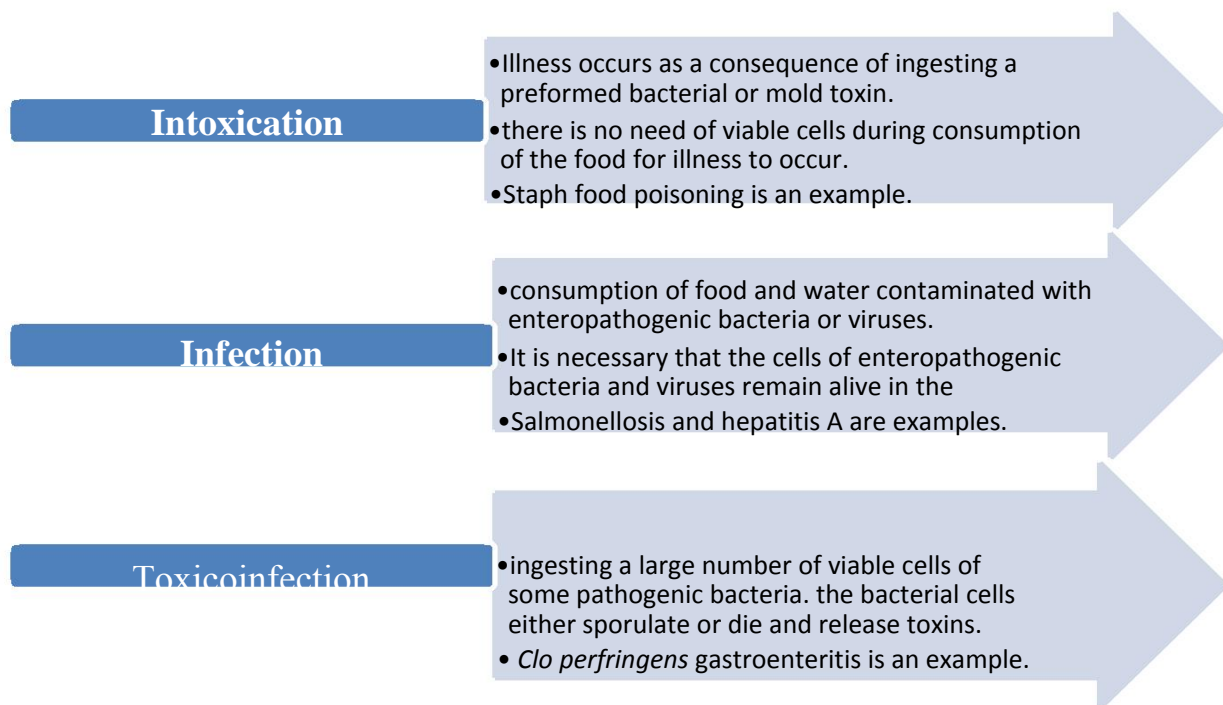 Intoxication
•Illness occurs as a consequence of ingesting a
preformed bacterial or mold toxin.
•there is no need of viable cells during consumption
of the food for illness to occur.
•Staph food poisoning is an example.
Infection
•consumption of food and water contaminated with
enteropathogenic bacteria or viruses.
•It is necessary that the cells of enteropathogenic
bacteria and viruses remain alive in the
•Salmonellosis and hepatitis A are examples.
Toxicoinfection
•ingesting a large number of viable cells of
some pathogenic bacteria. the bacterial cells
either sporulate or die and release toxins.
• Clo perfringens gastroenteritis is an example.